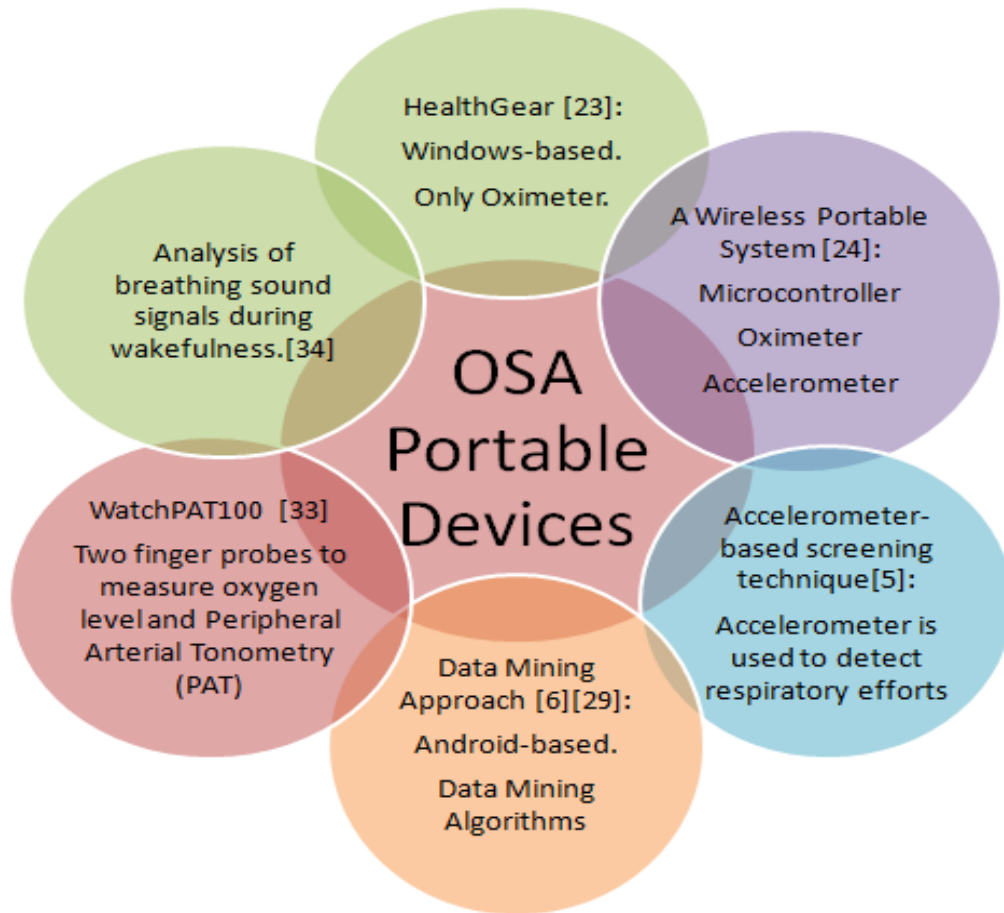 HealthGear [23]:
Windows-based.
Only Oximeter.
A Wireless Portable
System [24]:
Microcontroller
Oximeter
Accelerometer
Analysis of
breathing sound
signals during
wakefulness.[34]
OSA
Portable
Devices
WatchPAT100 [33]
Two finger probes to
measure oxygen
level and Peripheral
Arterial Tonometry
(PAT)
Accelerometer-
based screening
technique[5]:
Accelerometer is
used to detect
respiratory efforts
Data Mining
Approach [6][29]:
Android-based.
Data Mining
Algorithms